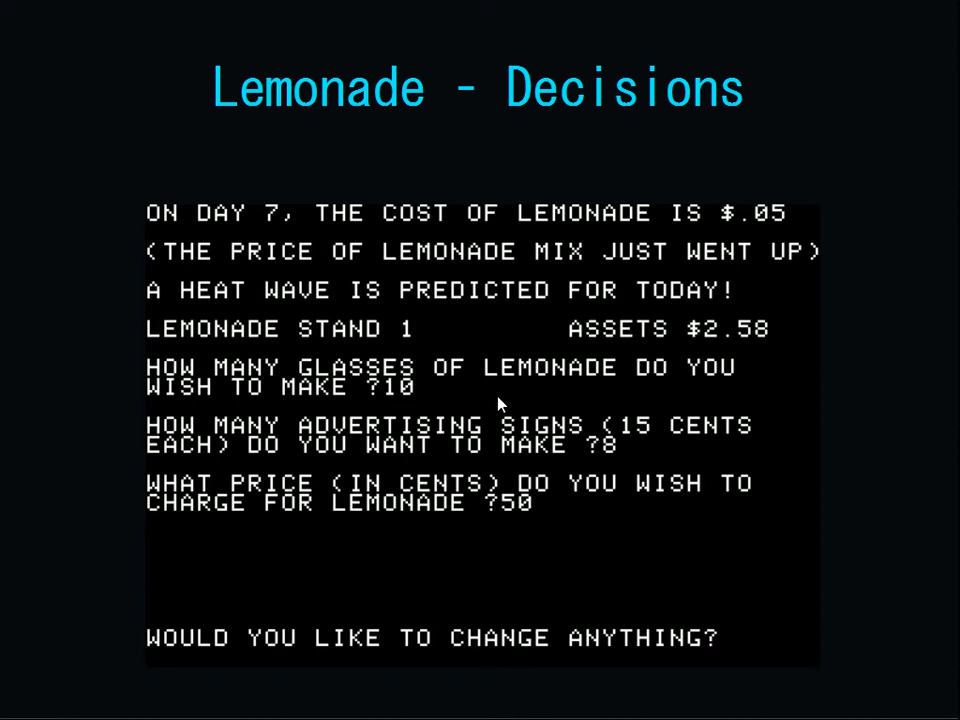 Lemonade - Decisions
ON DAY 7, THE COST OF LEMONADE IS $.05
(THE PRICE OF LEMONADE MIX JUST WENT UP)
A HEAT WAVE IS PREDICTED FOR TODAY!
LEMONADE STAND 1 ASSETS $2.58
HOW MANY GLASSES OF LEMONADE DO YOU
WISH TO MAKE ?10
HOW MANY ADVERTISING SIGNS (15 CENTS
EACH) DO YOU WANT TO MAKE ?8
WHAT PRICE (IN CENTS) DO YOU WISH TO
CHARGE FOR LEMONADE ?50
WOULD YOU LIKE TO CHANGE ANYTHING?